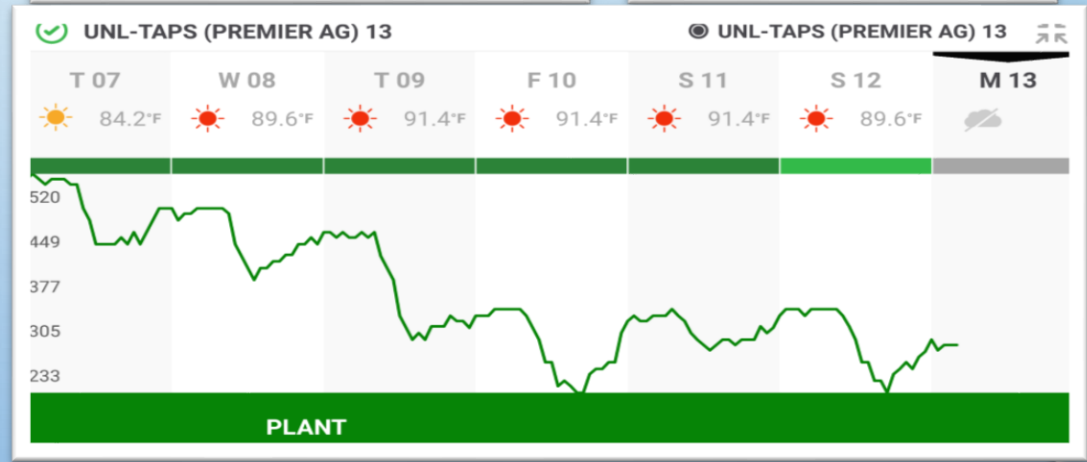 UNL-TAPS (PREMIER AG) 13 UNL-TAPS (PREMIER AG) 13
T 07 W 08 T 09 F 10 S 11 S 12 M 13
84.2°F 89.6°F 91.4°F 91.4°F 91.4°F 89.6°F
520
449
377
305
233
PLANT